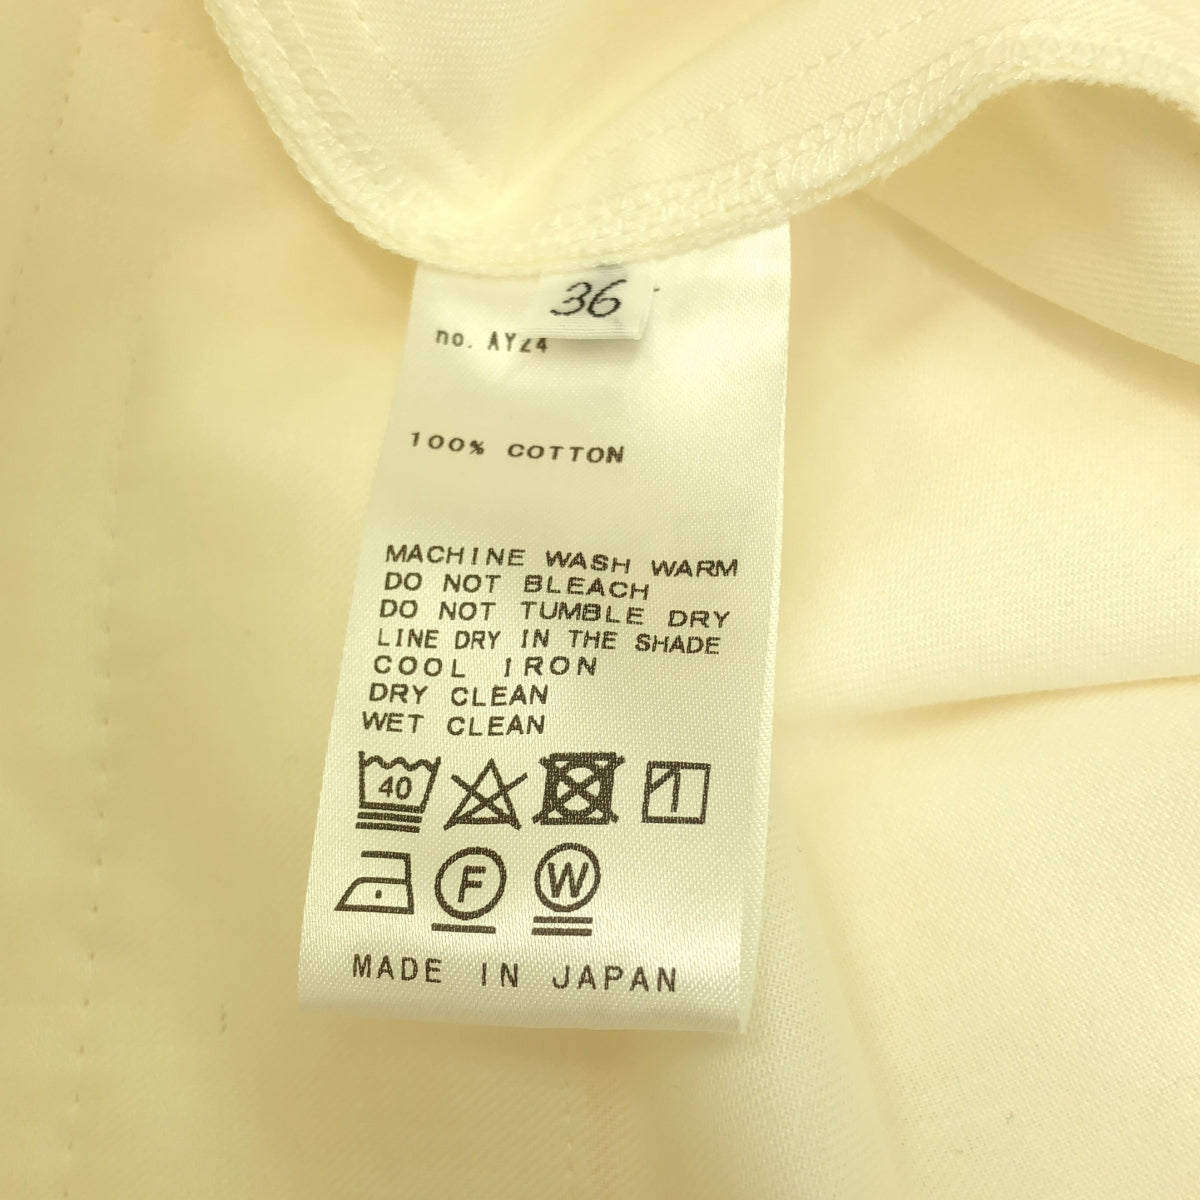 36
no. AY24
100% COTTON
MACHINE WASH WARM
DO NOT BLEACH
DO NOT TUMBLE DRY
LINE DRY IN THE SHADE
COOL IRON
DRY CLEAN
WET CLEAN
40
F W
MADE IN JAPAN